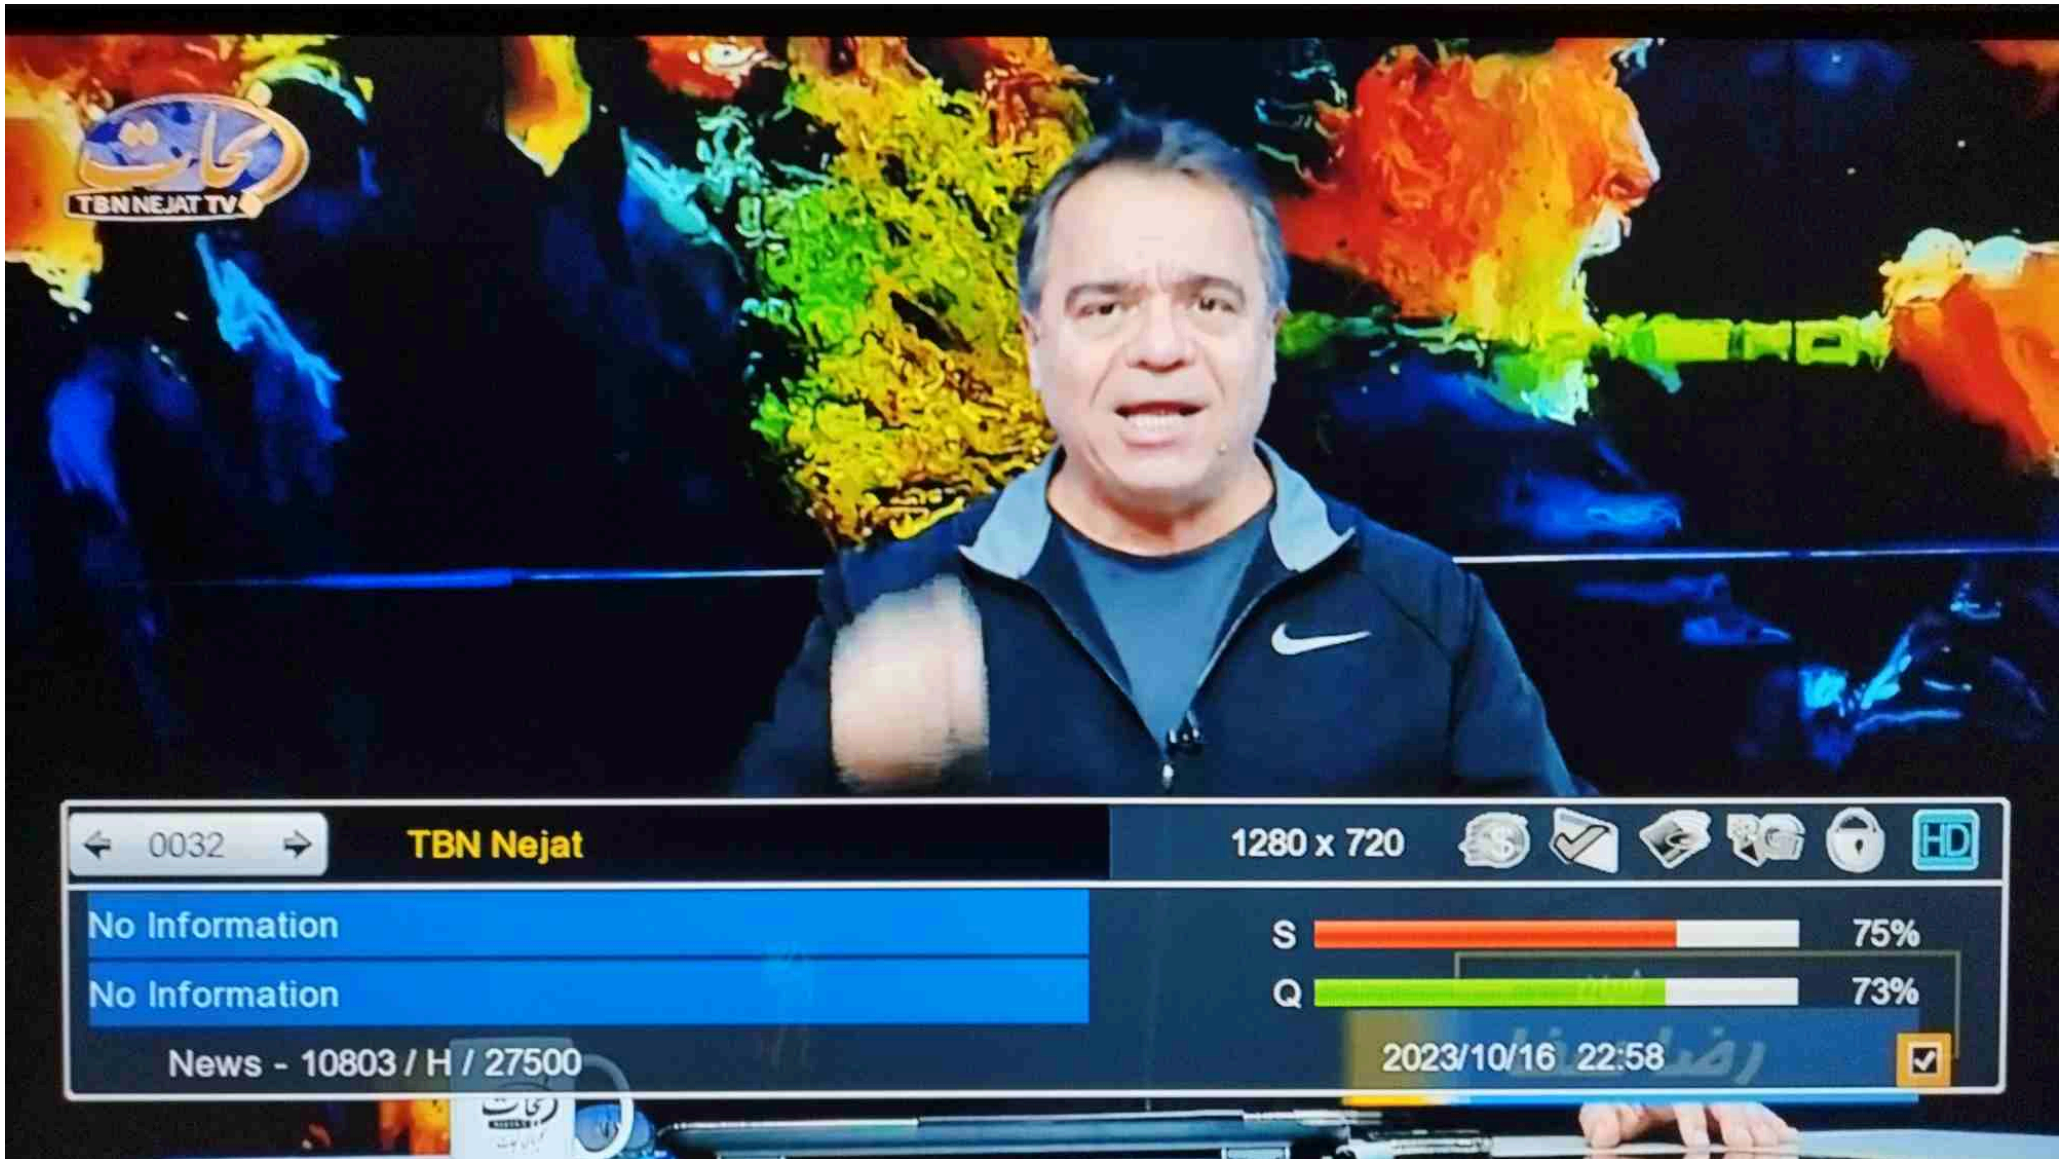 نجات
TBN NEJAT TV
0032
TBN Nejat
1280 x 720
HD
No Information
S
75%
No Information
Q
73%
News - 10803 / H / 27500
2023/10/16 22:58
نجات